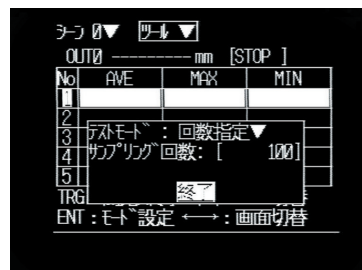 ｼｰﾝ 0▼ ﾂｰﾙ ▼
OUT0 ---------- mm [STOP ]
No AVE MAX MIN
1
2
3 ﾃｽﾄﾓｰﾄﾞ : 回数指定▼
4 ｻﾝﾌﾟﾘﾝｸﾞ回数: [ 100]
5
終了
TRG
ENT :ﾓｰﾄﾞ設定 ←→ : 画面切替